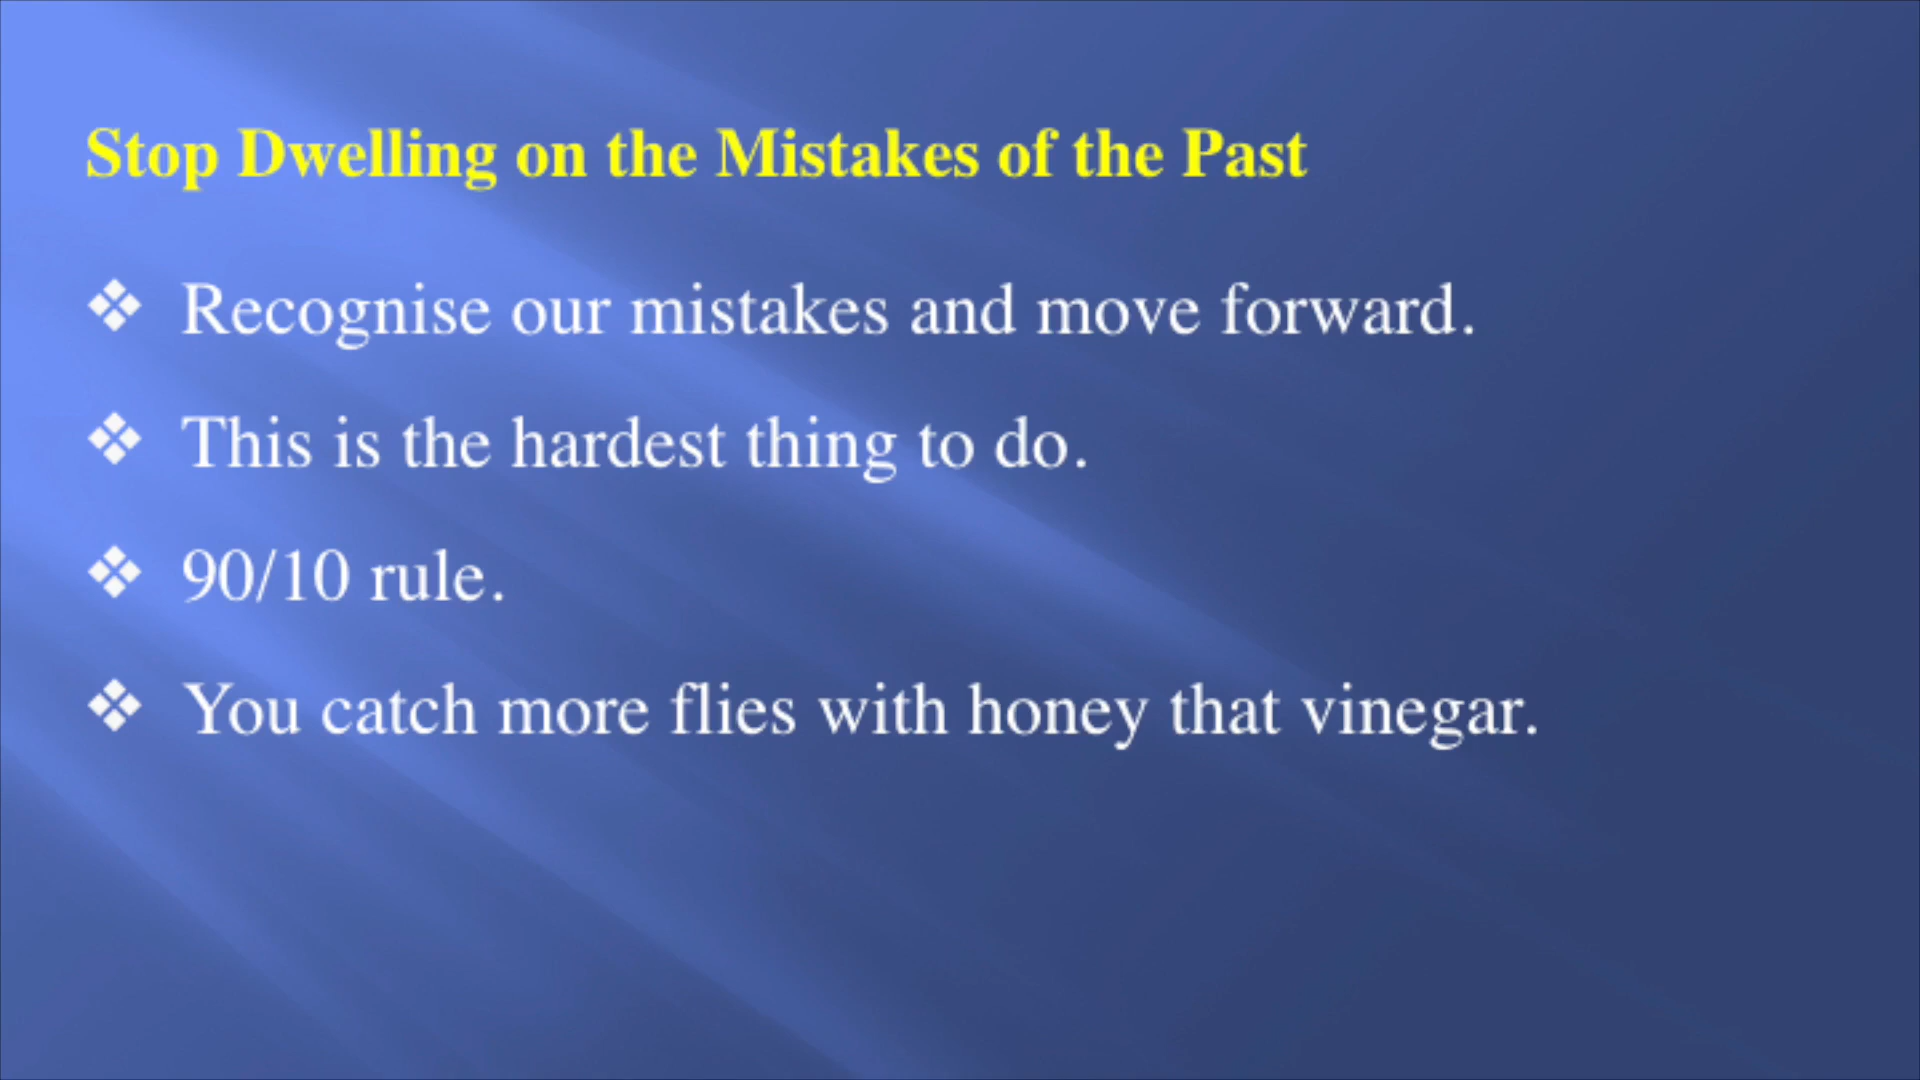 Stop Dwelling on the Mistakes of the Past
❖ Recognise our mistakes and move forward.
❖ This is the hardest thing to do.
❖ 90/10 rule.
❖ You catch more flies with honey that vinegar.